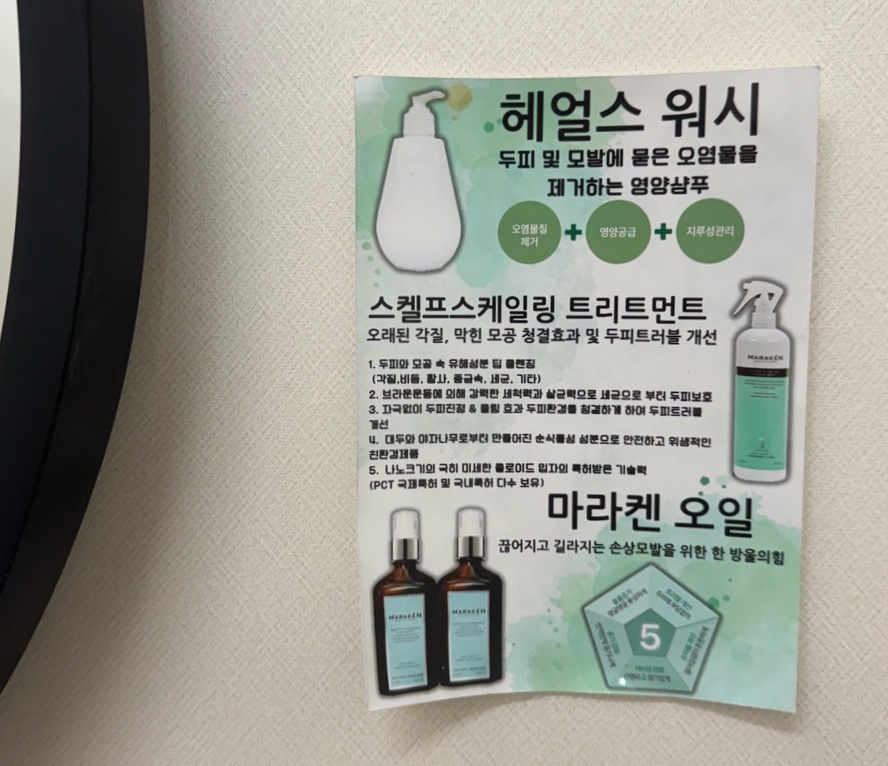 헤얼스 워시
두피 및 모발에 묻은 오염물을
제거하는 영양샴푸
오염물질
제거
+
영양공급
+
지루성관리
스켈프스케일링 트리트먼트
오래된 각질, 막힌 모공 청결효과 및 두피트러블 개선
1. 두피와 모공 속 유해성분 딥 클렌징
(각질,비듬, 황사, 중금속, 세균, 기타)
2. 브라운운동에 의해 강력한 세척력과 살균력으로 세균으로 부터 두피보호
3. 자극없이 두피진정 & 쿨링 효과 두피환경을 청결하게 하여 두피트러블
개선
4. 대두와 야자나무로부터 만들어진 순식물성 성분으로 안전하고 위생적인
친환경제품
5. 나노크기의 극히 미세한 콜로이드 입자의 특허받은 기술력
(PCT 국제특허 및 국내특허 다수 보유)
MARAKÉN
마라켄 오일
끊어지고 길라지는 손상모발을 위한 한 방울의힘
MARAKÉN
MARAKÉN
5